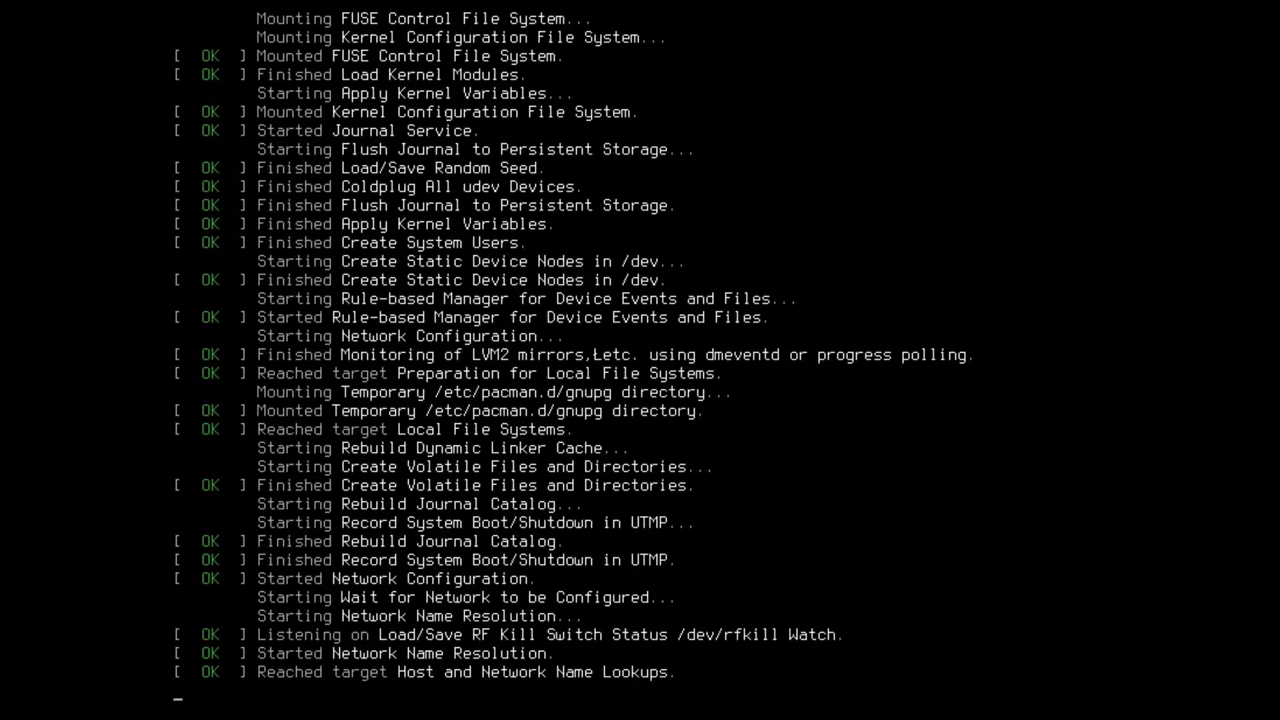 Mounting FUSE Control File System...
Mounting Kernel Configuration File System...
[  OK  ] Mounted FUSE Control File System.
[  OK  ] Finished Load Kernel Modules.
Starting Apply Kernel Variables...
[  OK  ] Mounted Kernel Configuration File System.
[  OK  ] Started Journal Service.
Starting Flush Journal to Persistent Storage...
[  OK  ] Finished Load/Save Random Seed.
[  OK  ] Finished Coldplug All udev Devices.
[  OK  ] Finished Flush Journal to Persistent Storage.
[  OK  ] Finished Apply Kernel Variables.
[  OK  ] Finished Create System Users.
Starting Create Static Device Nodes in /dev...
[  OK  ] Finished Create Static Device Nodes in /dev.
Starting Rule-based Manager for Device Events and Files...
[  OK  ] Started Rule-based Manager for Device Events and Files.
Starting Network Configuration...
[  OK  ] Finished Monitoring of LVM2 mirrors,Łetc. using dmeventd or progress polling.
[  OK  ] Reached target Preparation for Local File Systems.
Mounting Temporary /etc/pacman.d/gnupg directory...
[  OK  ] Mounted Temporary /etc/pacman.d/gnupg directory.
[  OK  ] Reached target Local File Systems.
Starting Rebuild Dynamic Linker Cache...
Starting Create Volatile Files and Directories...
[  OK  ] Finished Create Volatile Files and Directories.
Starting Rebuild Journal Catalog...
Starting Record System Boot/Shutdown in UTMP...
[  OK  ] Finished Rebuild Journal Catalog.
[  OK  ] Finished Record System Boot/Shutdown in UTMP.
[  OK  ] Started Network Configuration.
Starting Wait for Network to be Configured...
Starting Network Name Resolution...
[  OK  ] Listening on Load/Save RF Kill Switch Status /dev/rfkill Watch.
[  OK  ] Started Network Name Resolution.
[  OK  ] Reached target Host and Network Name Lookups.